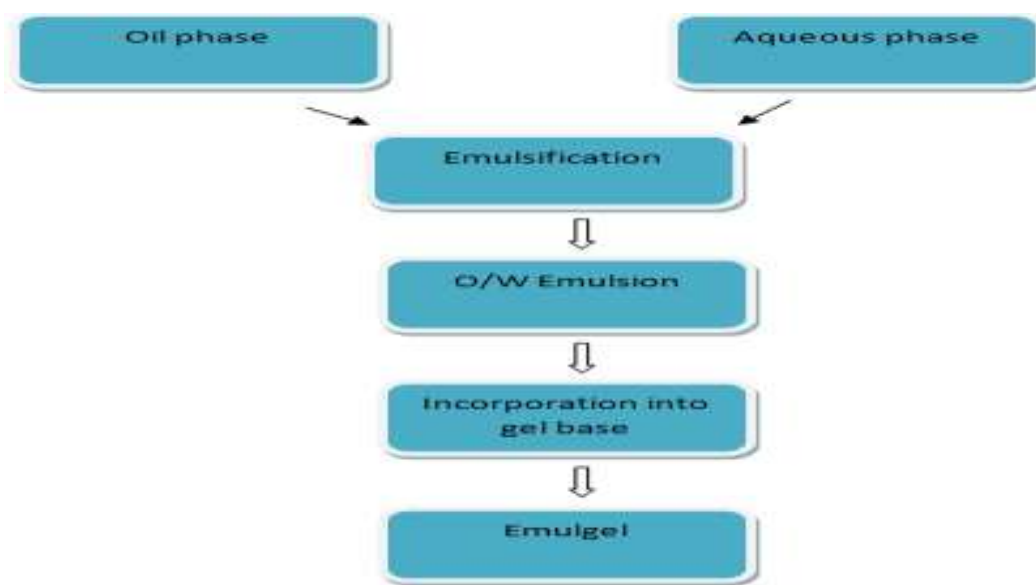 Oil phase
Aqueous phase
Emulsification
O/W Emulsion
Incorporation into
gel base
Emulgel